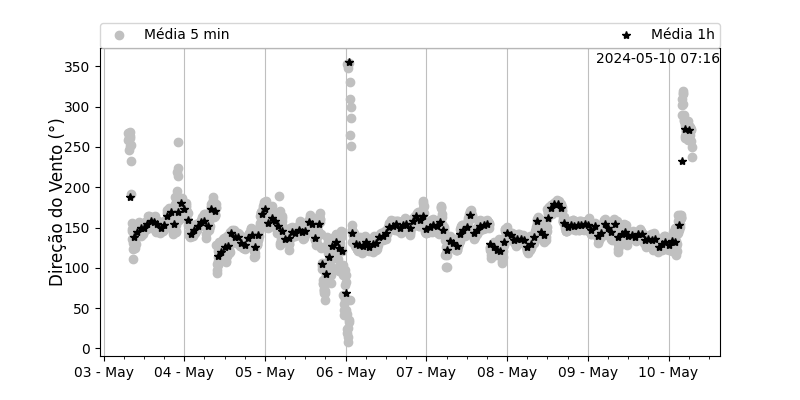 Média 5 min
Média 1h
2024-05-10 07:16
Direção do Vento (°)
350
300
250
200
150
100
50
0
03 - May
04 - May
05 - May
06 - May
07 - May
08 - May
09 - May
10 - May